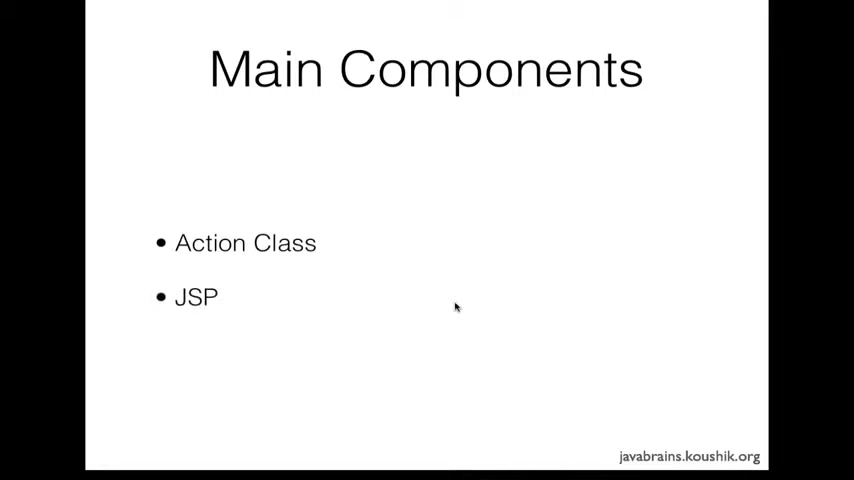 Main Components
• Action Class
• JSP
javabrains.koushik.org